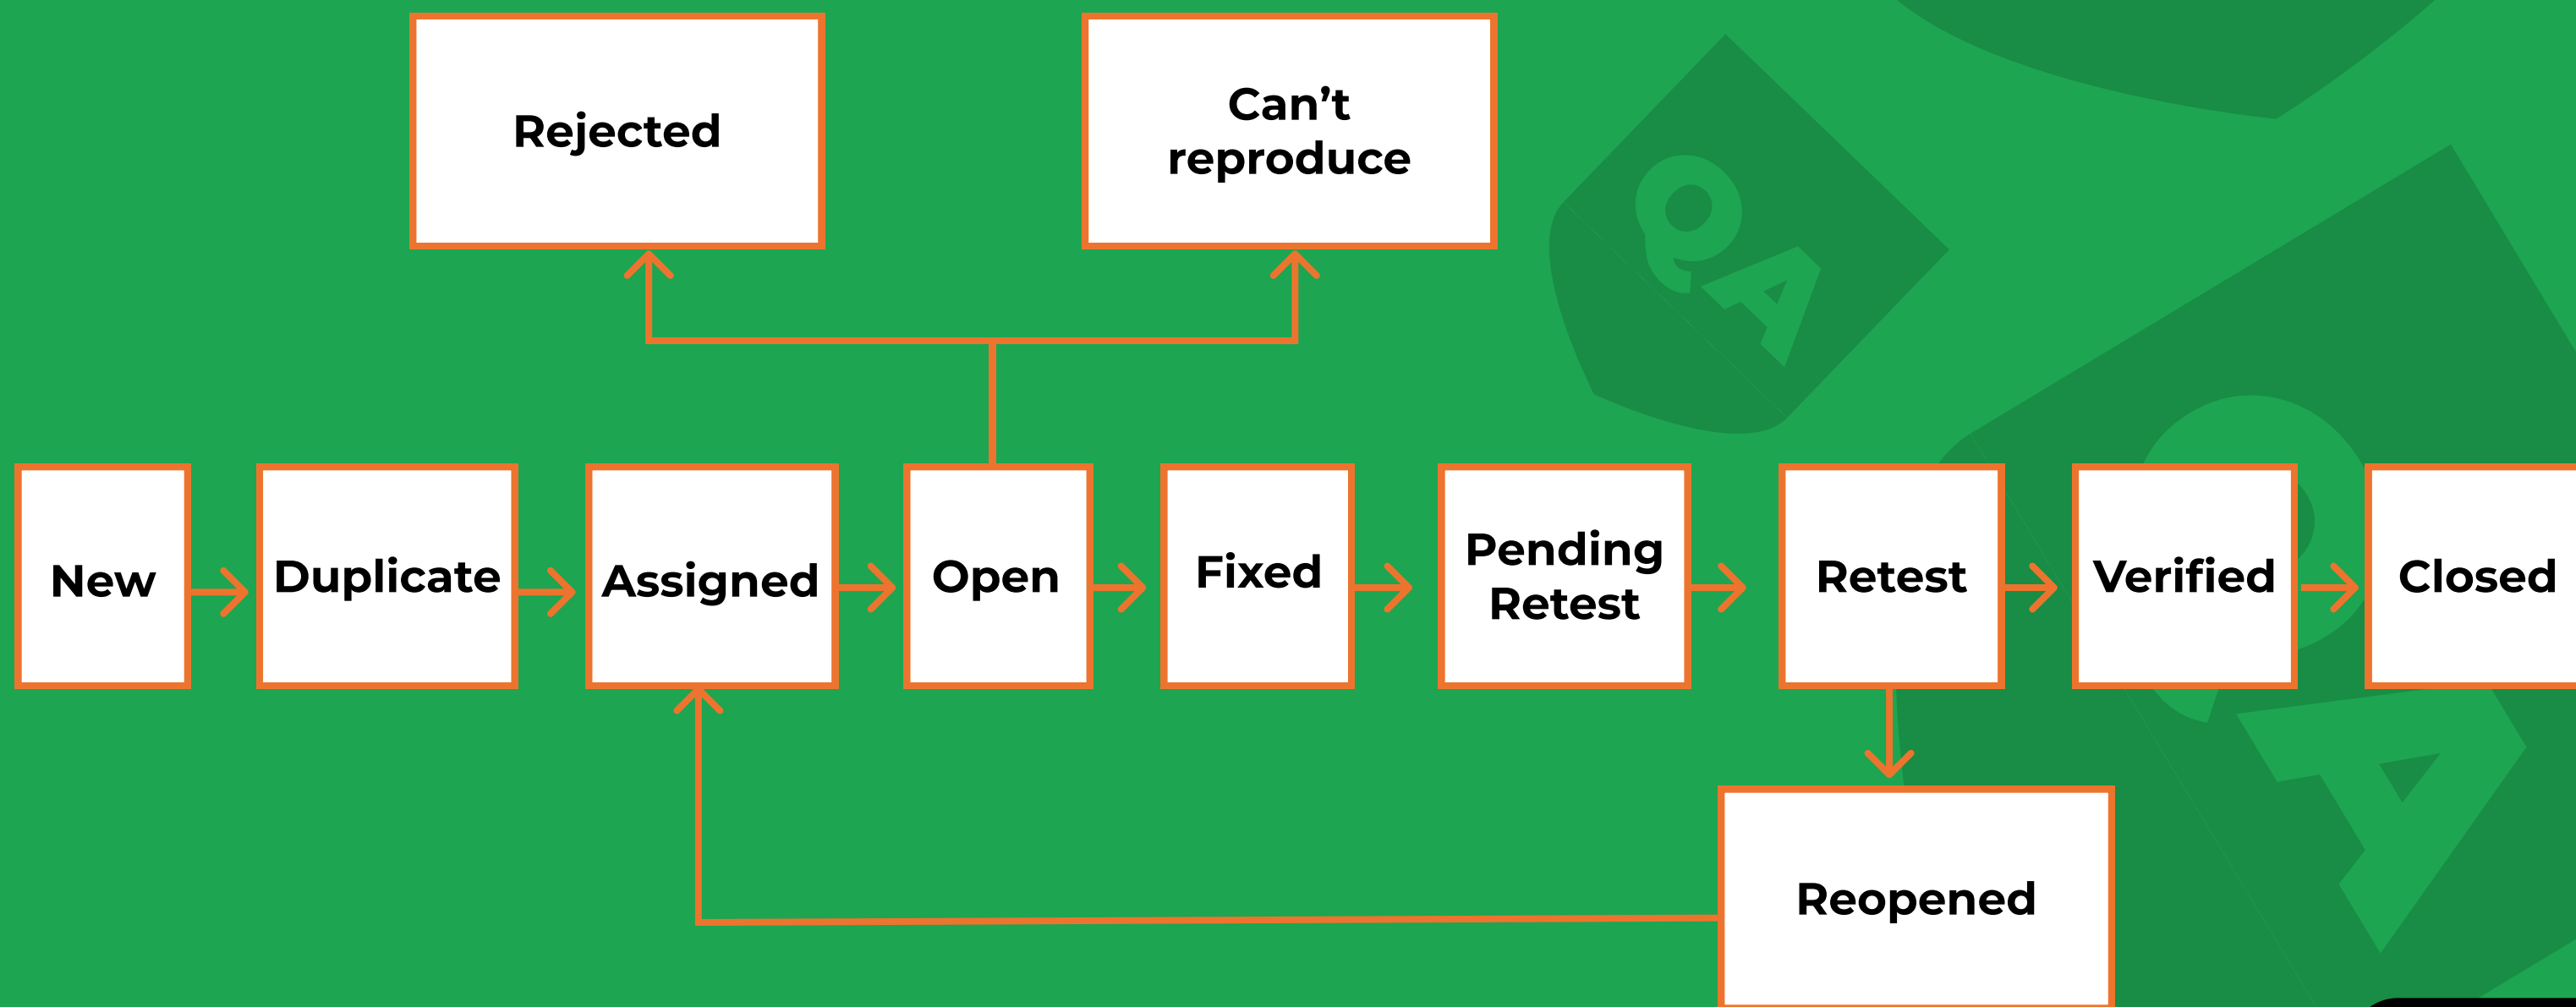 Rejected
Can’t
reproduce
QA
New
Duplicate
Assigned
Open
Fixed
Pending
Retest
Retest
Verified
Closed
QA
Reopened